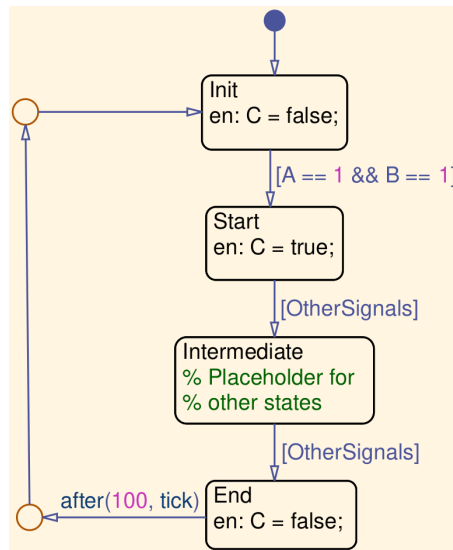 Init
en: C = false;
[A == 1 && B == 1]
Start
en: C = true;
[OtherSignals]
Intermediate
% Placeholder for
% other states
[OtherSignals]
after(100, tick)
End
en: C = false;